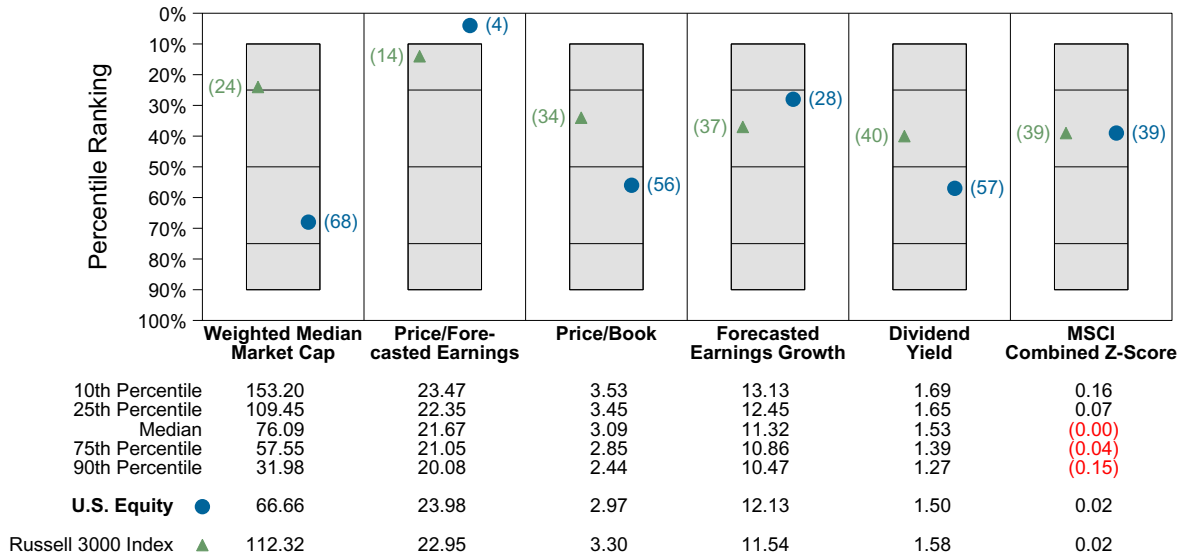 Percentile Ranking
0%
10%
20%
30%
40%
50%
60%
70%
80%
90%
100%
(24)
(68)
(14)
(4)
(34)
(56)
(37)
(28)
(40)
(57)
(39)
(39)
Weighted Median Market Cap
Price/Fore-casted Earnings
Price/Book
Forecasted Earnings Growth
Dividend Yield
MSCI Combined Z-Score
10th Percentile 153.20 23.47 3.53 13.13 1.69 0.16
25th Percentile 109.45 22.35 3.45 12.45 1.65 0.07
Median 76.09 21.67 3.09 11.32 1.53 (0.00)
75th Percentile 57.55 21.05 2.85 10.86 1.39 (0.04)
90th Percentile 31.98 20.08 2.44 10.47 1.27 (0.15)
U.S. Equity 66.66 23.98 2.97 12.13 1.50 0.02
Russell 3000 Index 112.32 22.95 3.30 11.54 1.58 0.02